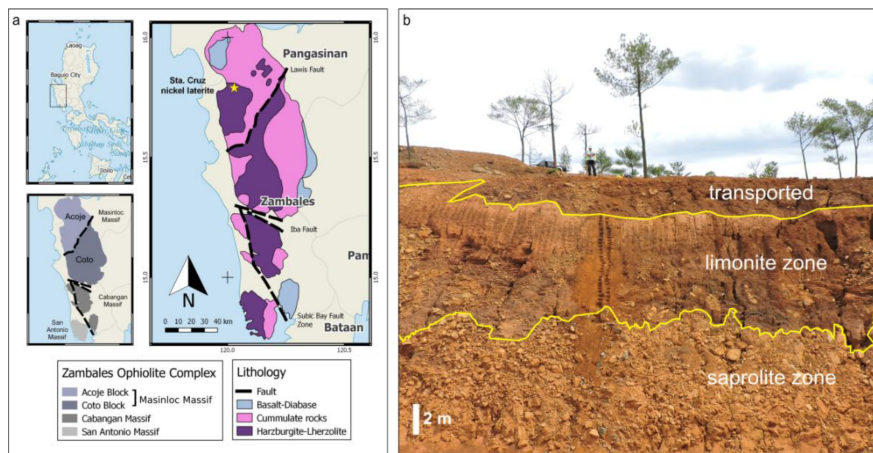 a
Laoag
Baguio City
Iloilo
Pangasinan
Lawis Fault
Sta. Cruz
nickel laterite
Zambales
Iba Fault
Pam
Subic Bay Fault
Zone
Bataan
N
0 10 20 30 40 km
120.0
120.5
16.0
15.5
15.0
Acoje
Masinloc
Massif
Coto
Cabangan
Massif
San Antonio
Massif
Zambales Ophiolite Complex
Acoje Block
Coto Block
Masinloc Massif
Cabangan Massif
San Antonio Massif
Lithology
Fault
Basalt-Diabase
Cummulate rocks
Harzburgite-Lherzolite
b
transported
limonite zone
saprolite zone
2 m